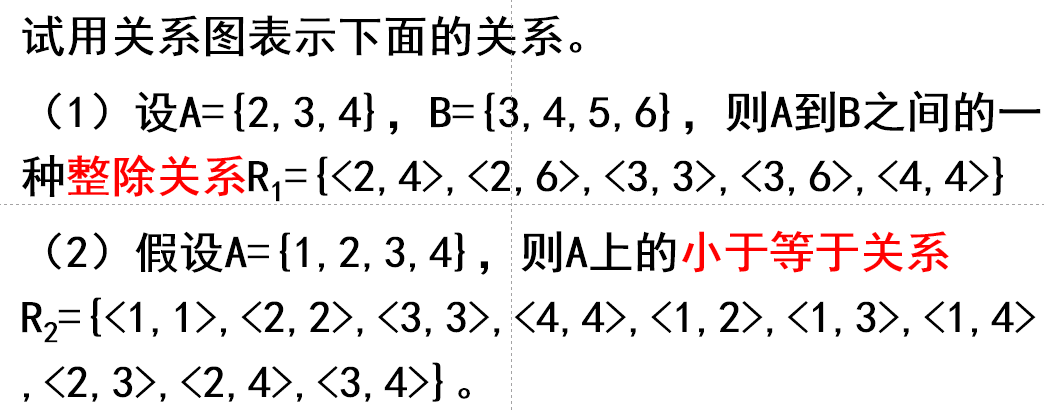 试用关系图表示下面的关系。
（1）设A={2,3,4}，B={3,4,5,6}，则A到B之间的一
种整除关系R₁={<2,4>,<2,6>,<3,3>,<3,6>,<4,4>}
（2）假设A={1,2,3,4}，则A上的小于等于关系
R₂={<1,1>,<2,2>,<3,3>,<4,4>,<1,2>,<1,3>,<1,4>
,<2,3>,<2,4>,<3,4>}。